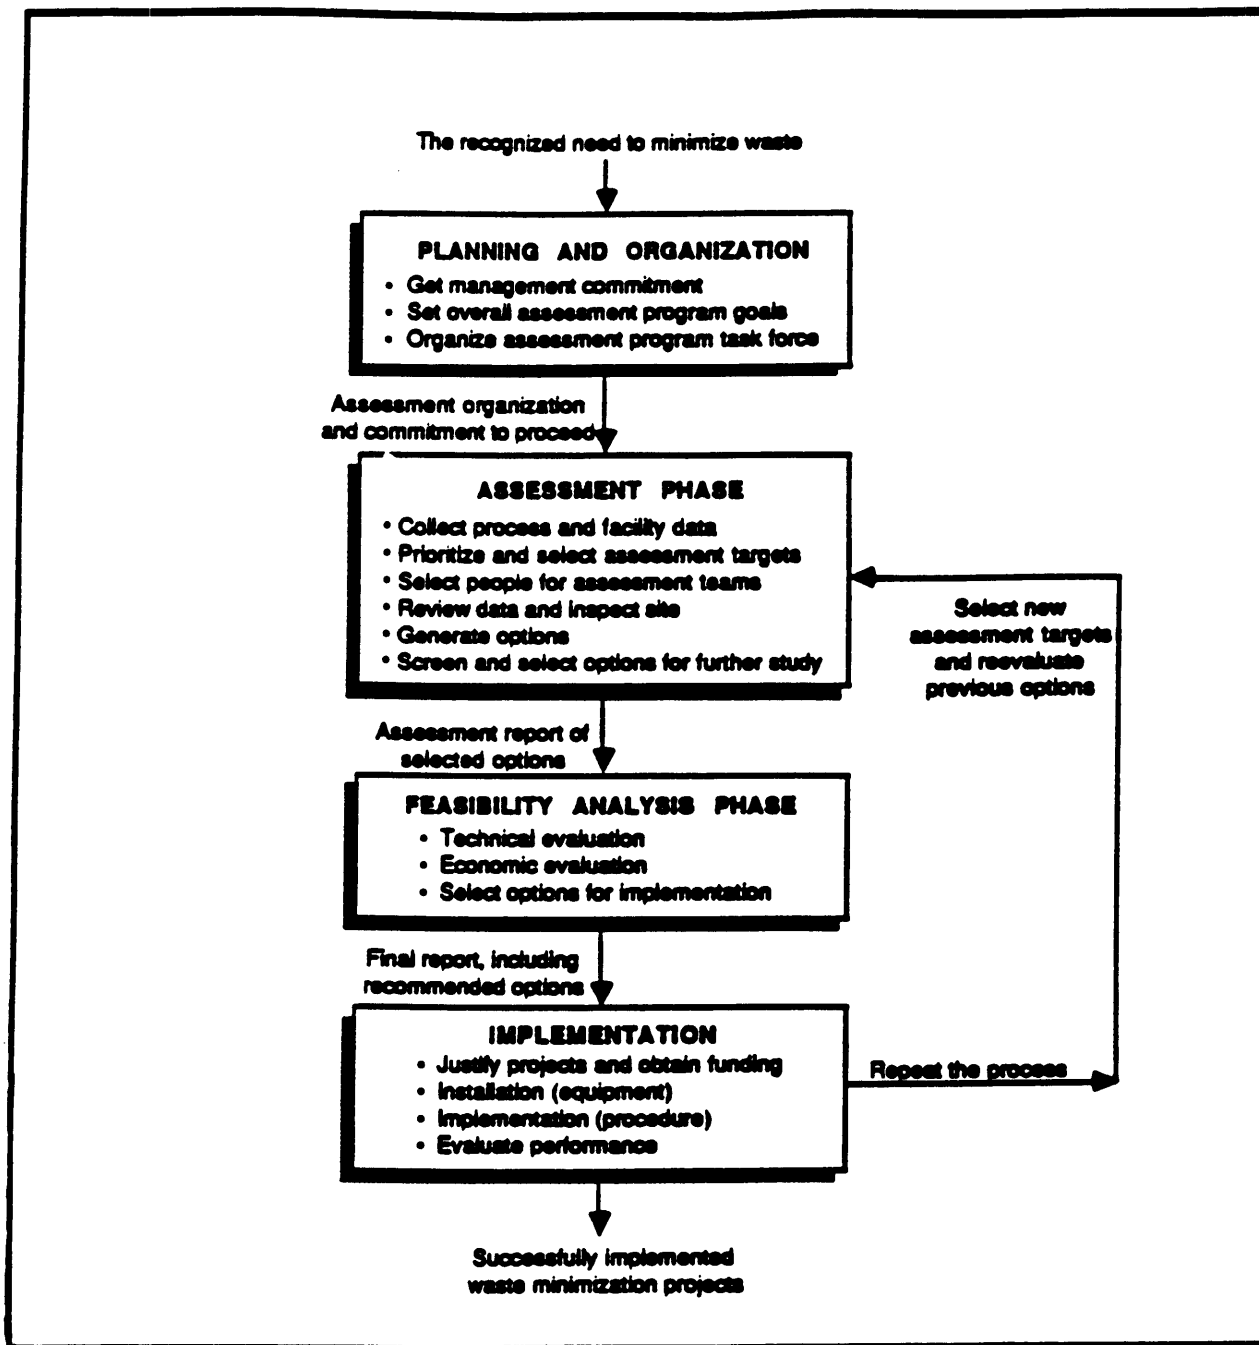 The recognized need to minimize waste
PLANNING AND ORGANIZATION
• Get management commitment
• Set overall assessment program goals
• Organize assessment program task force
Assessment organization
and commitment to proceed
ASSESSMENT PHASE
• Collect process and facility data
• Prioritize and select assessment targets
• Select people for assessment teams
• Review data and inspect site
• Generate options
• Screen and select options for further study
Select new
assessment targets
and reevaluate
previous options
Assessment report of
selected options
FEASIBILITY ANALYSIS PHASE
• Technical evaluation
• Economic evaluation
• Select options for implementation
Final report, including
recommended options
IMPLEMENTATION
• Justify projects and obtain funding
• Installation (equipment)
• Implementation (procedure)
• Evaluate performance
Repeat the process
Successfully implemented
waste minimization projects